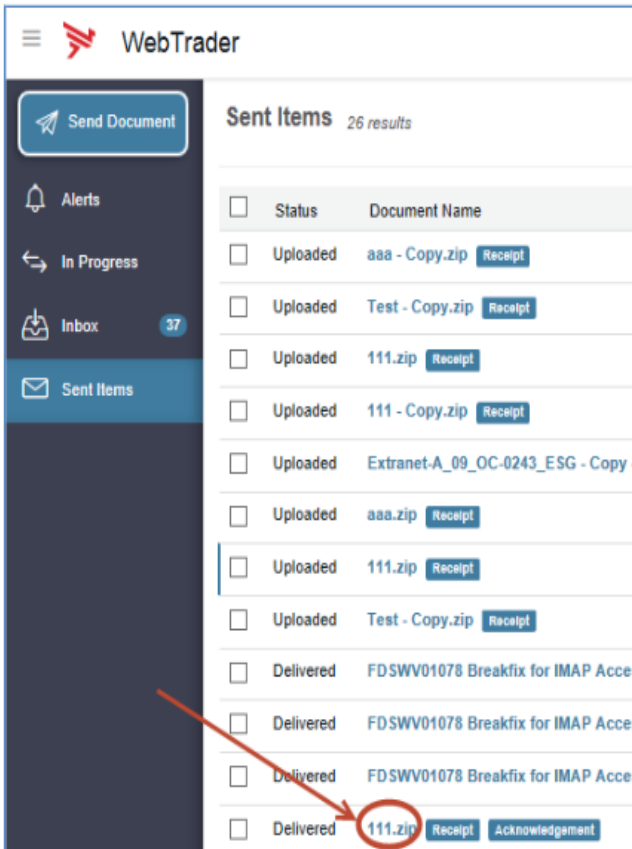 WebTrader
Send Document
Alerts
In Progress
Inbox 37
Sent Items
Sent Items 26 results
Status Document Name
Uploaded aaa - Copy.zip Receipt
Uploaded Test - Copy.zip Receipt
Uploaded 111.zip Receipt
Uploaded 111 - Copy.zip Receipt
Uploaded Extranet-A_09_OC-0243_ESG - Copy
Uploaded aaa.zip Receipt
Uploaded 111.zip Receipt
Uploaded Test - Copy.zip Receipt
Delivered FDSWV01078 Breakfix for IMAP Acce
Delivered FDSWV01078 Breakfix for IMAP Acce
Delivered FDSWV01078 Breakfix for IMAP Acce
Delivered 111.zip Receipt Acknowledgement